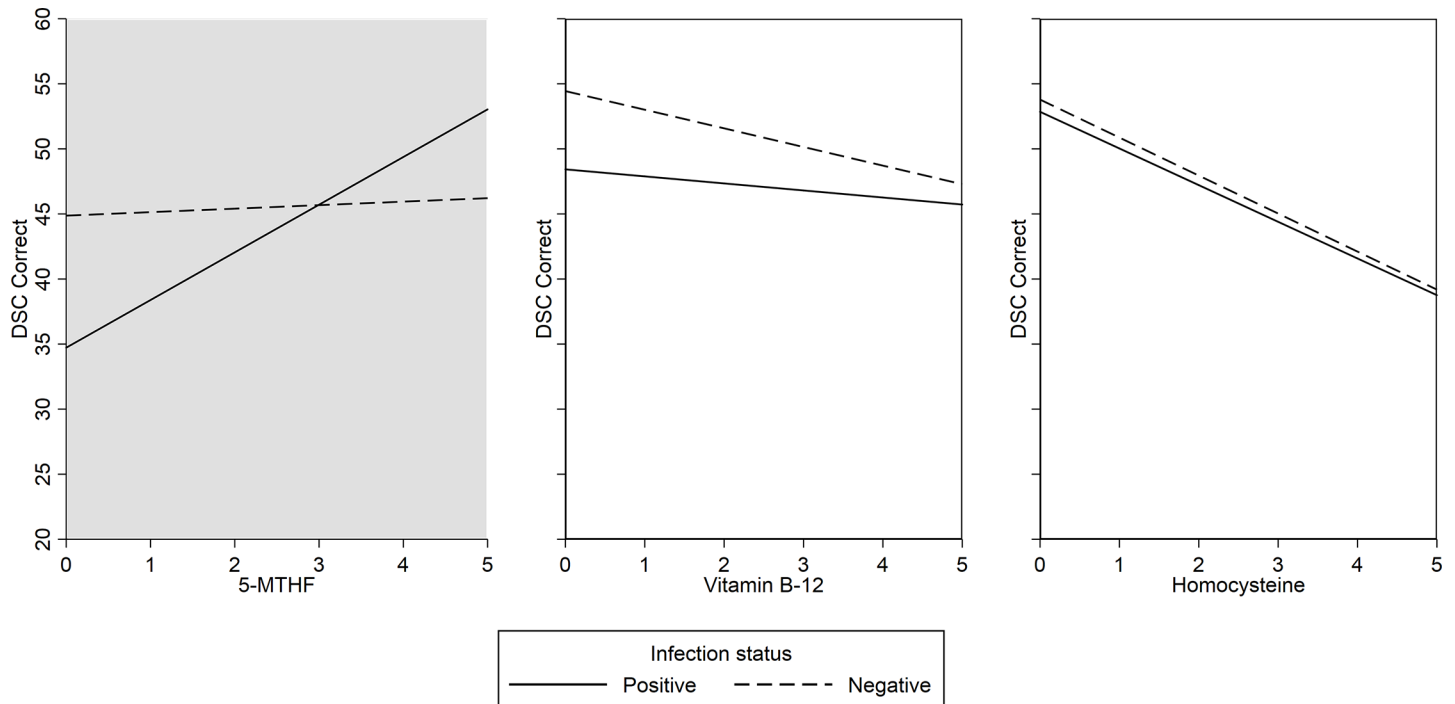 60
55
50
45
40
35
30
25
20
DSC Correct
0 1 2 3 4 5
5-MTHF
DSC Correct
0 1 2 3 4 5
Vitamin B-12
DSC Correct
0 1 2 3 4 5
Homocysteine
Infection status
Positive Negative